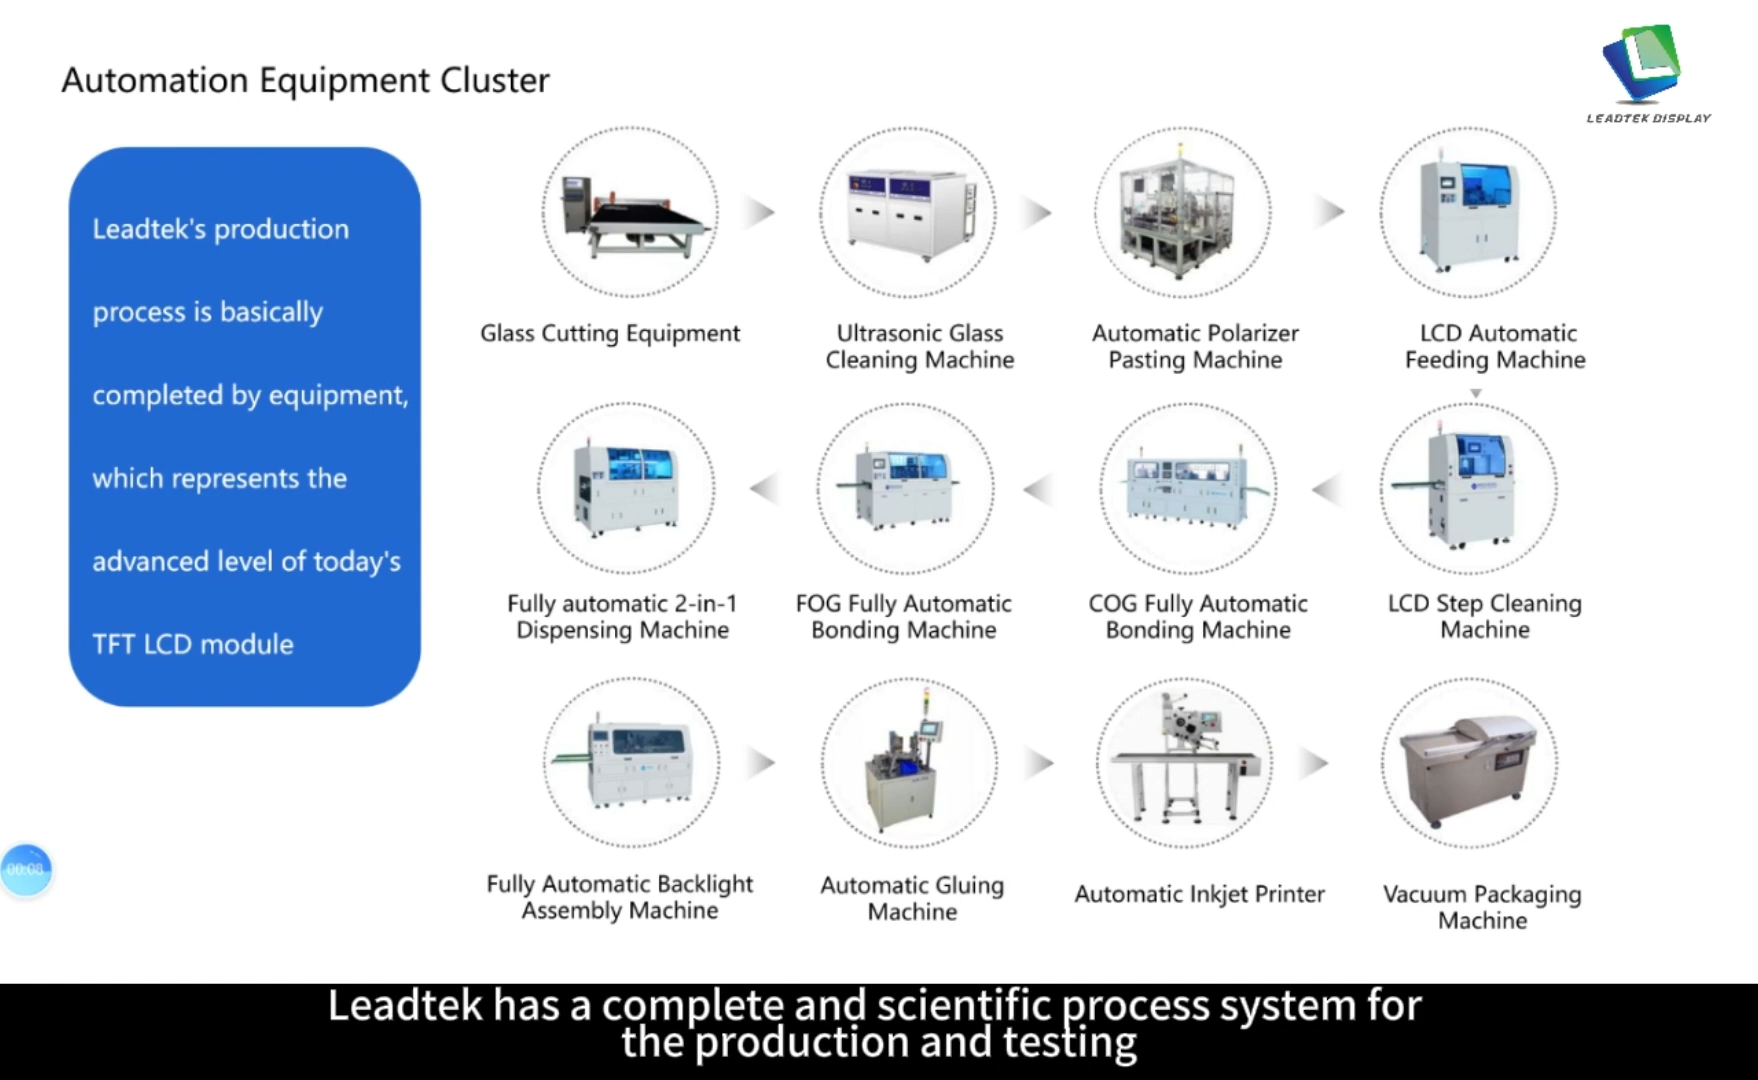 Automation Equipment Cluster
LEADTEK DISPLAY
Leadtek's production
process is basically
completed by equipment,
which represents the
advanced level of today's
TFT LCD module
Glass Cutting Equipment
Ultrasonic Glass
Cleaning Machine
Automatic Polarizer
Pasting Machine
LCD Automatic
Feeding Machine
Fully automatic 2-in-1
Dispensing Machine
FOG Fully Automatic
Bonding Machine
COG Fully Automatic
Bonding Machine
LCD Step Cleaning
Machine
Fully Automatic Backlight
Assembly Machine
Automatic Gluing
Machine
Automatic Inkjet Printer
Vacuum Packaging
Machine
00:08
Leadtek has a complete and scientific process system for
the production and testing